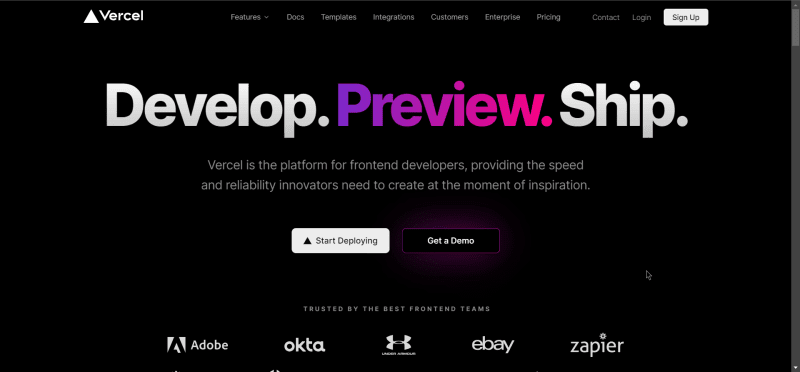 Vercel
Features Docs Templates Integrations Customers Enterprise Pricing
Contact Login Sign Up
Develop. Preview. Ship.
Vercel is the platform for frontend developers, providing the speed
and reliability innovators need to create at the moment of inspiration.
Start Deploying
Get a Demo
TRUSTED BY THE BEST FRONTEND TEAMS
Adobe
okta
UNDER ARMOUR
ebay
zapier